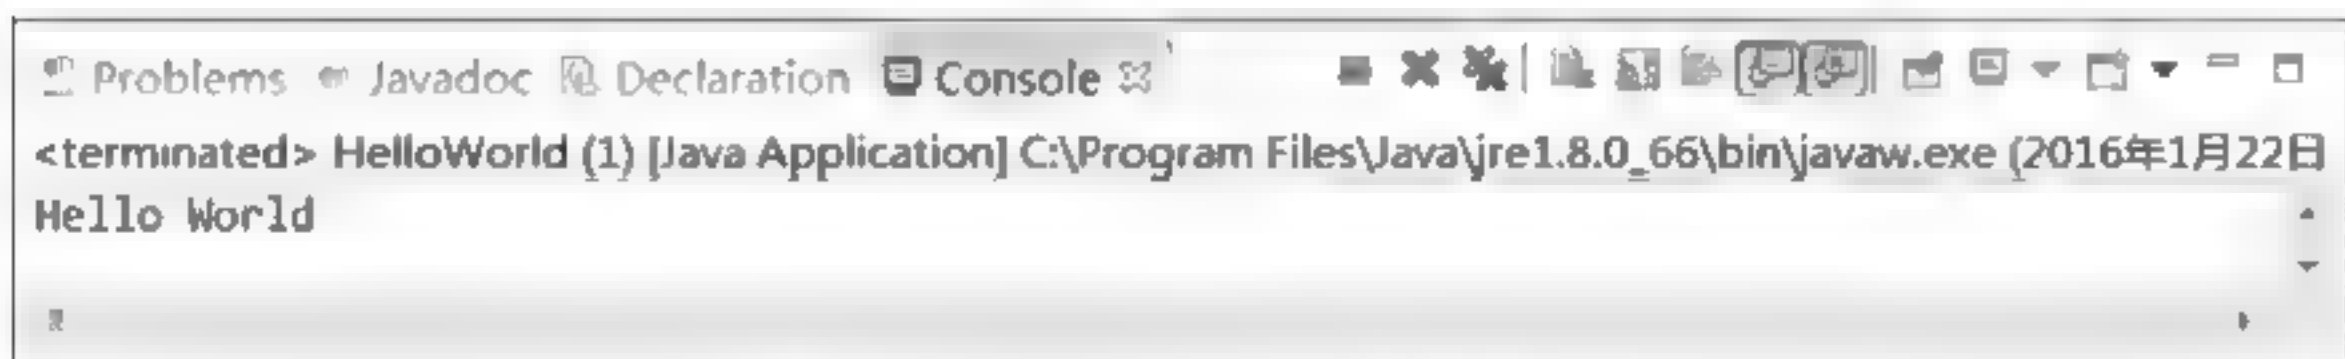 Problems Javadoc Declaration Console
<terminated> HelloWorld (1) [Java Application] C:\Program Files\Java\jre1.8.0_66\bin\javaw.exe (2016年1月22日
Hello World